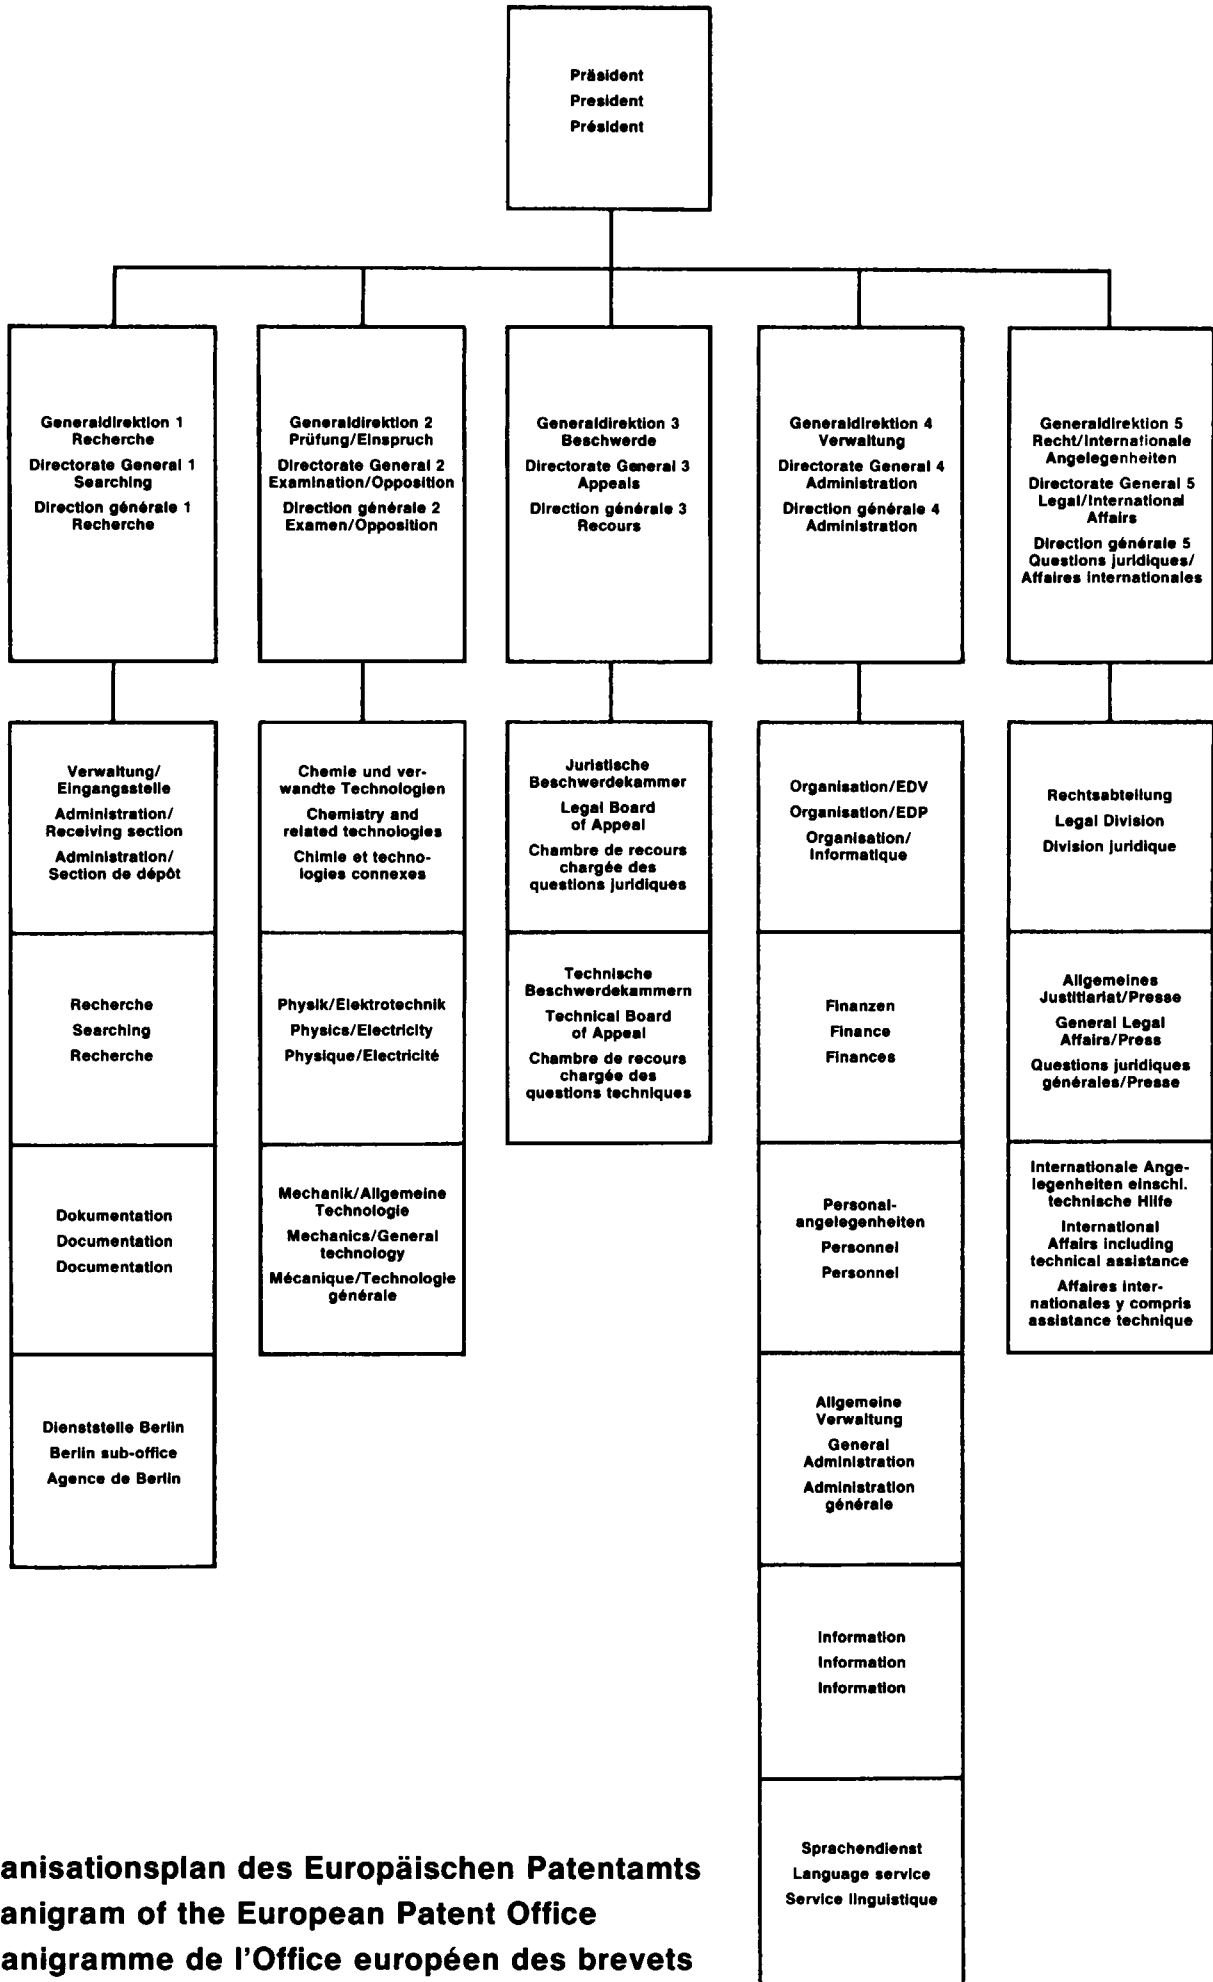 Präsident
President
Président
Generaldirektion 1
Recherche
Directorate General 1
Searching
Direction générale 1
Recherche
Generaldirektion 2
Prüfung/Einspruch
Directorate General 2
Examination/Opposition
Direction générale 2
Examen/Opposition
Generaldirektion 3
Beschwerde
Directorate General 3
Appeals
Direction générale 3
Recours
Generaldirektion 4
Verwaltung
Directorate General 4
Administration
Direction générale 4
Administration
Generaldirektion 5
Recht/Internationale
Angelegenheiten
Directorate General 5
Legal/International
Affairs
Direction générale 5
Questions juridiques/
Affaires internationales
Verwaltung/
Eingangsstelle
Administration/
Receiving section
Administration/
Section de dépôt
Recherche
Searching
Recherche
Dokumentation
Documentation
Documentation
Dienststelle Berlin
Berlin sub-office
Agence de Berlin
Chemie und ver-
wandte Technologien
Chemistry and
related technologies
Chimie et techno-
logies connexes
Physik/Elektrotechnik
Physics/Electricity
Physique/Electricité
Mechanik/Allgemeine
Technologie
Mechanics/General
technology
Mécanique/Technologie
générale
Juristische
Beschwerdekammer
Legal Board
of Appeal
Chambre de recours
chargée des
questions juridiques
Technische
Beschwerdekammern
Technical Board
of Appeal
Chambre de recours
chargée des
questions techniques
Organisation/EDV
Organisation/EDP
Organisation/
Informatique
Finanzen
Finance
Finances
Personal-
angelegenheiten
Personnel
Personnel
Allgemeine
Verwaltung
General
Administration
Administration
générale
Information
Information
Information
Sprachendienst
Language service
Service linguistique
Rechtsabteilung
Legal Division
Division juridique
Allgemeines
Justitiariat/Presse
General Legal
Affairs/Press
Questions juridiques
générales/Presse
Internationale Ange-
legenheiten einschl.
technische Hilfe
International
Affairs including
technical assistance
Affaires inter-
nationales y compris
assistance technique
anisationsplan des Europäischen Patentamts
anigram of the European Patent Office
anigramme de l'Office européen des brevets